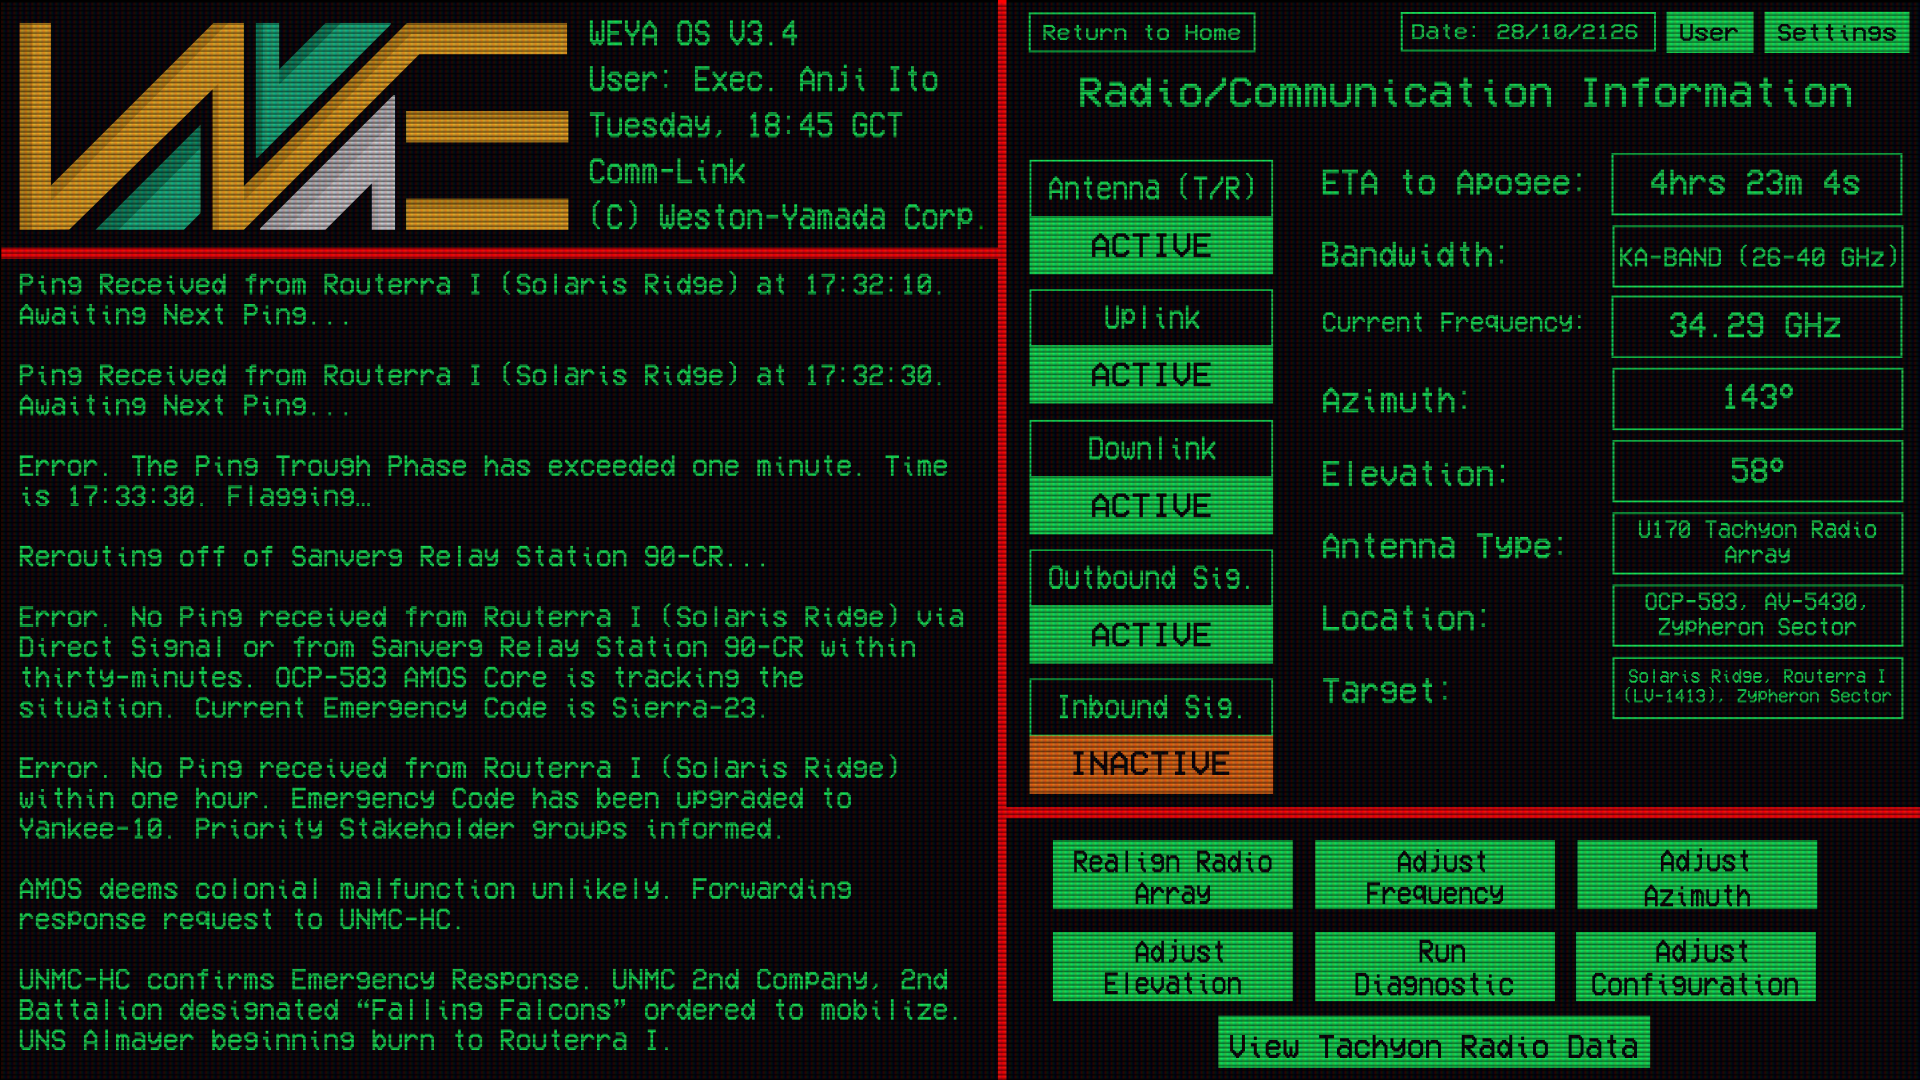 WEYA OS V3.4
User: Exec. Anji Ito
Tuesday, 18:45 GCT
Comm-Link
(C) Weston-Yamada Corp.
Ping Received from Routerra I (Solaris Ridge) at 17:32:10.
Awaiting Next Ping...
Ping Received from Routerra I (Solaris Ridge) at 17:32:30.
Awaiting Next Ping...
Error. The Ping Trough Phase has exceeded one minute. Time
is 17:33:30. Flagging…
Rerouting off of Sanverg Relay Station 90-CR...
Error. No Ping received from Routerra I (Solaris Ridge) via
Direct Signal or from Sanverg Relay Station 90-CR within
thirty-minutes. OCP-583 AMOS Core is tracking the
situation. Current Emergency Code is Sierra-23.
Error. No Ping received from Routerra I (Solaris Ridge)
within one hour. Emergency Code has been upgraded to
Yankee-10. Priority Stakeholder groups informed.
AMOS deems colonial malfunction unlikely. Forwarding
response request to UNMC-HC.
UNMC-HC confirms Emergency Response. UNMC 2nd Company, 2nd
Battalion designated “Falling Falcons” ordered to mobilize.
UNS Almayer beginning burn to Routerra I.
Return to Home
Date: 28/10/2126
User
Settings
Radio/Communication Information
Antenna (T/R)
ACTIVE
Uplink
ACTIVE
Downlink
ACTIVE
Outbound Sig.
ACTIVE
Inbound Sig.
INACTIVE
ETA to Apogee:
4hrs 23m 4s
Bandwidth:
KA-BAND (26-40 GHz)
Current Frequency:
34.29 GHz
Azimuth:
143º
Elevation:
58º
Antenna Type:
U170 Tachyon Radio
Array
Location:
OCP-583, AV-5430,
Zypheron Sector
Target:
Solaris Ridge, Routerra I
(LV-1413), Zypheron Sector
Realign Radio
Array
Adjust
Frequency
Adjust
Azimuth
Adjust
Elevation
Run
Diagnostic
Adjust
Configuration
View Tachyon Radio Data